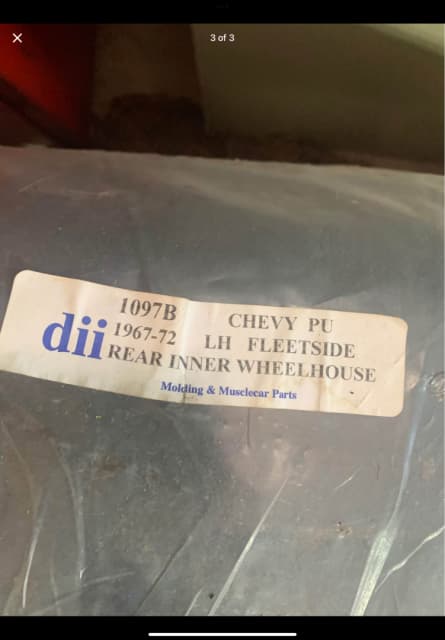 3 of 3
1097B CHEVY PU
dii 1967-72 LH FLEETSIDE
REAR INNER WHEELHOUSE
Molding & Musclecar Parts